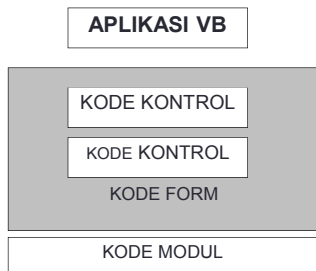 APLIKASI VB
KODE KONTROL
KODE KONTROL
KODE FORM
KODE MODUL